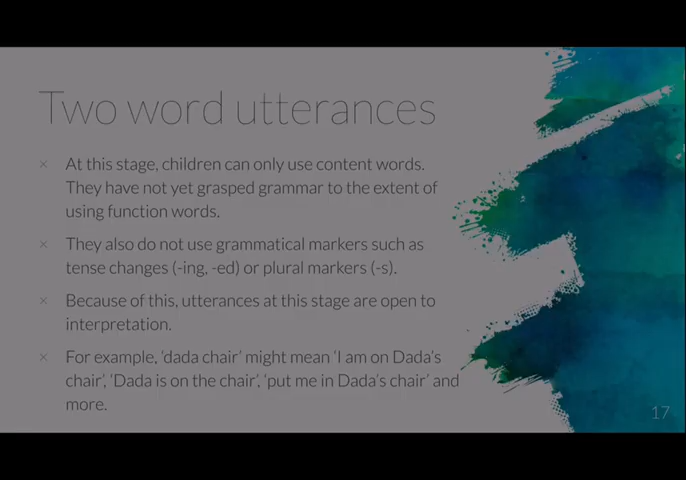 Two word utterances
× At this stage, children can only use content words.
They have not yet grasped grammar to the extent of
using function words.
× They also do not use grammatical markers such as
tense changes (-ing, -ed) or plural markers (-s).
× Because of this, utterances at this stage are open to
interpretation.
× For example, ‘dada chair’ might mean ‘I am on Dada’s
chair’, ‘Dada is on the chair’, ‘put me in Dada’s chair’ and
more.
17